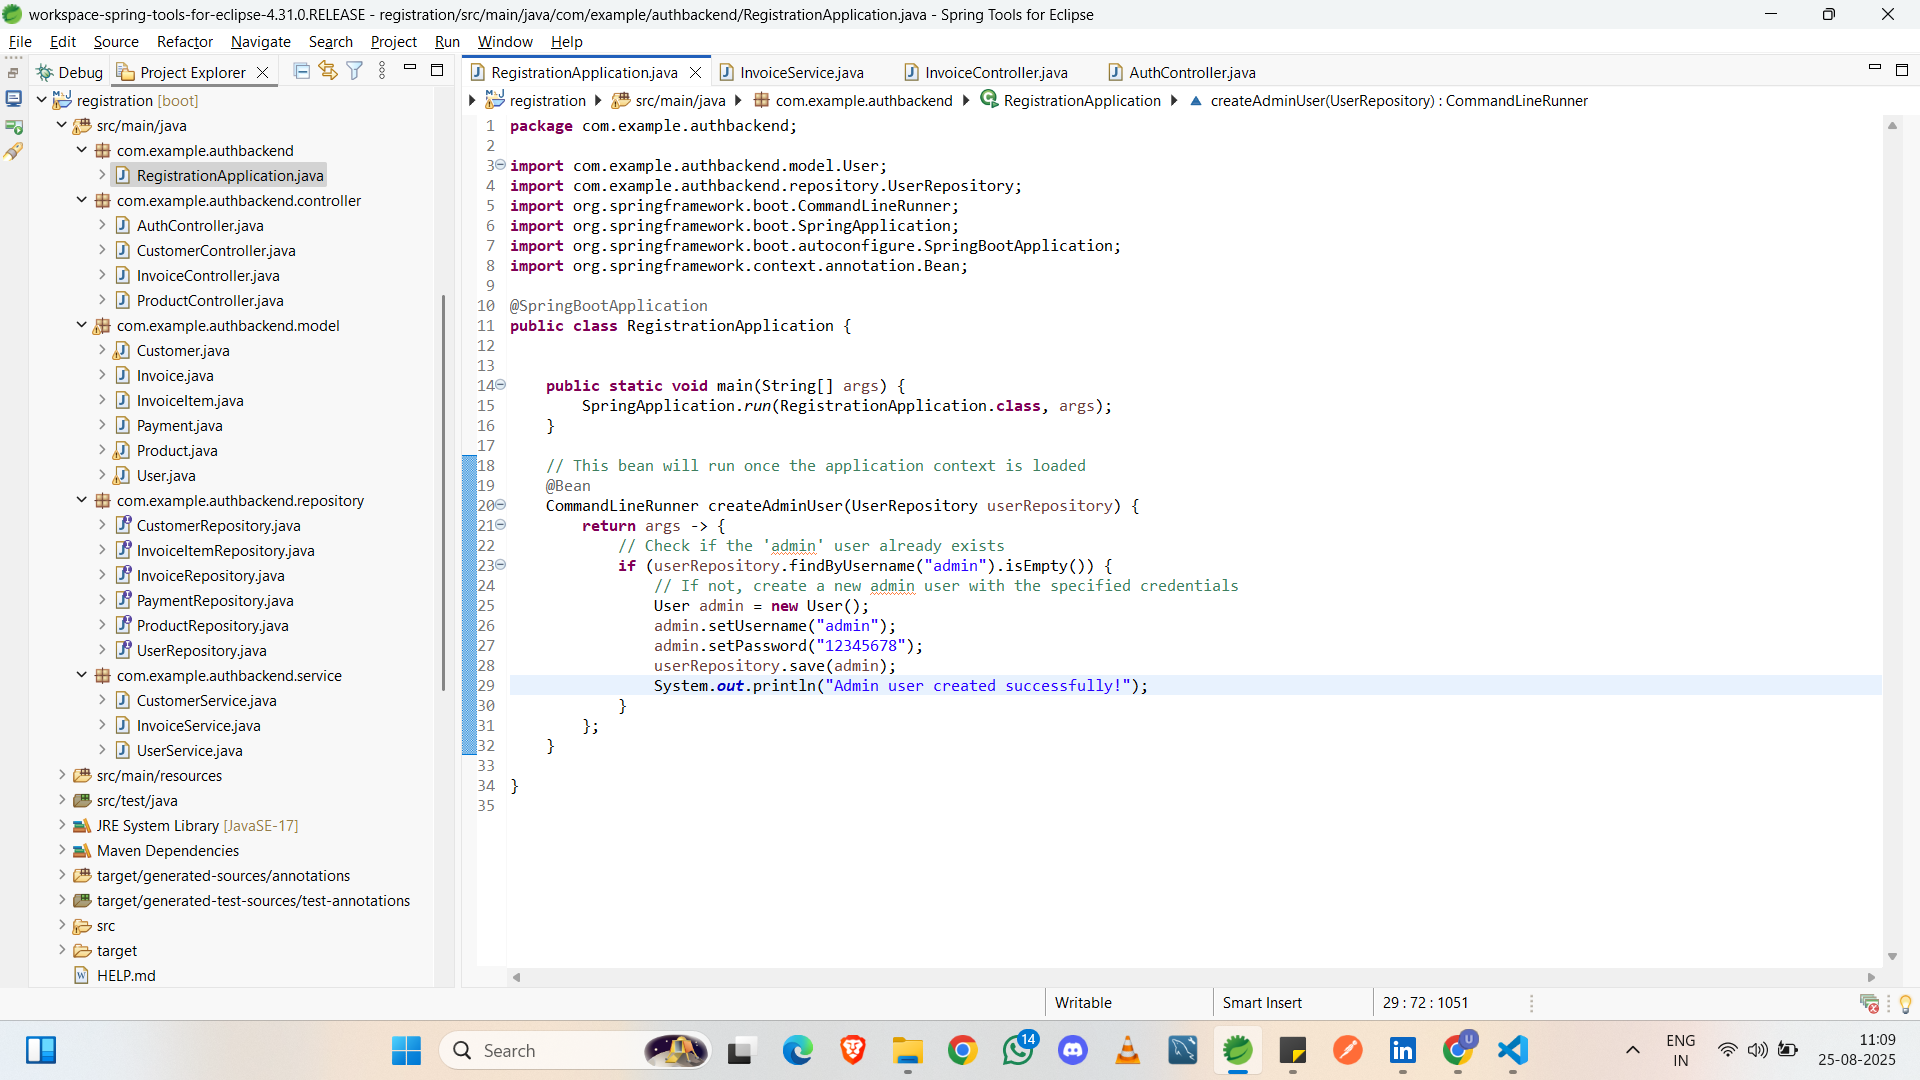 workspace-spring-tools-for-eclipse-4.31.0.RELEASE - registration/src/main/java/com/example/authbackend/RegistrationApplication.java - Spring Tools for Eclipse
File Edit Source Refactor Navigate Search Project Run Window Help
Debug Project Explorer
RegistrationApplication.java InvoiceService.java InvoiceController.java AuthController.java
registration src/main/java com.example.authbackend RegistrationApplication createAdminUser(UserRepository) : CommandLineRunner
registration [boot]
src/main/java
com.example.authbackend
RegistrationApplication.java
com.example.authbackend.controller
AuthController.java
CustomerController.java
InvoiceController.java
ProductController.java
com.example.authbackend.model
Customer.java
Invoice.java
InvoiceItem.java
Payment.java
Product.java
User.java
com.example.authbackend.repository
CustomerRepository.java
InvoiceItemRepository.java
InvoiceRepository.java
PaymentRepository.java
ProductRepository.java
UserRepository.java
com.example.authbackend.service
CustomerService.java
InvoiceService.java
UserService.java
src/main/resources
src/test/java
JRE System Library [JavaSE-17]
Maven Dependencies
target/generated-sources/annotations
target/generated-test-sources/test-annotations
src
target
HELP.md
1 package com.example.authbackend;
2
3 import com.example.authbackend.model.User;
4 import com.example.authbackend.repository.UserRepository;
5 import org.springframework.boot.CommandLineRunner;
6 import org.springframework.boot.SpringApplication;
7 import org.springframework.boot.autoconfigure.SpringBootApplication;
8 import org.springframework.context.annotation.Bean;
9
10 @SpringBootApplication
11 public class RegistrationApplication {
12
13
14     public static void main(String[] args) {
15         SpringApplication.run(RegistrationApplication.class, args);
16     }
17
18     // This bean will run once the application context is loaded
19     @Bean
20     CommandLineRunner createAdminUser(UserRepository userRepository) {
21         return args -> {
22             // Check if the 'admin' user already exists
23             if (userRepository.findByUsername("admin").isEmpty()) {
24                 // If not, create a new admin user with the specified credentials
25                 User admin = new User();
26                 admin.setUsername("admin");
27                 admin.setPassword("12345678");
28                 userRepository.save(admin);
29                 System.out.println("Admin user created successfully!");
30             }
31         };
32     }
33
34 }
35
Writable Smart Insert 29 : 72 : 1051
Search
14
U
ENG
IN
11:09
25-08-2025